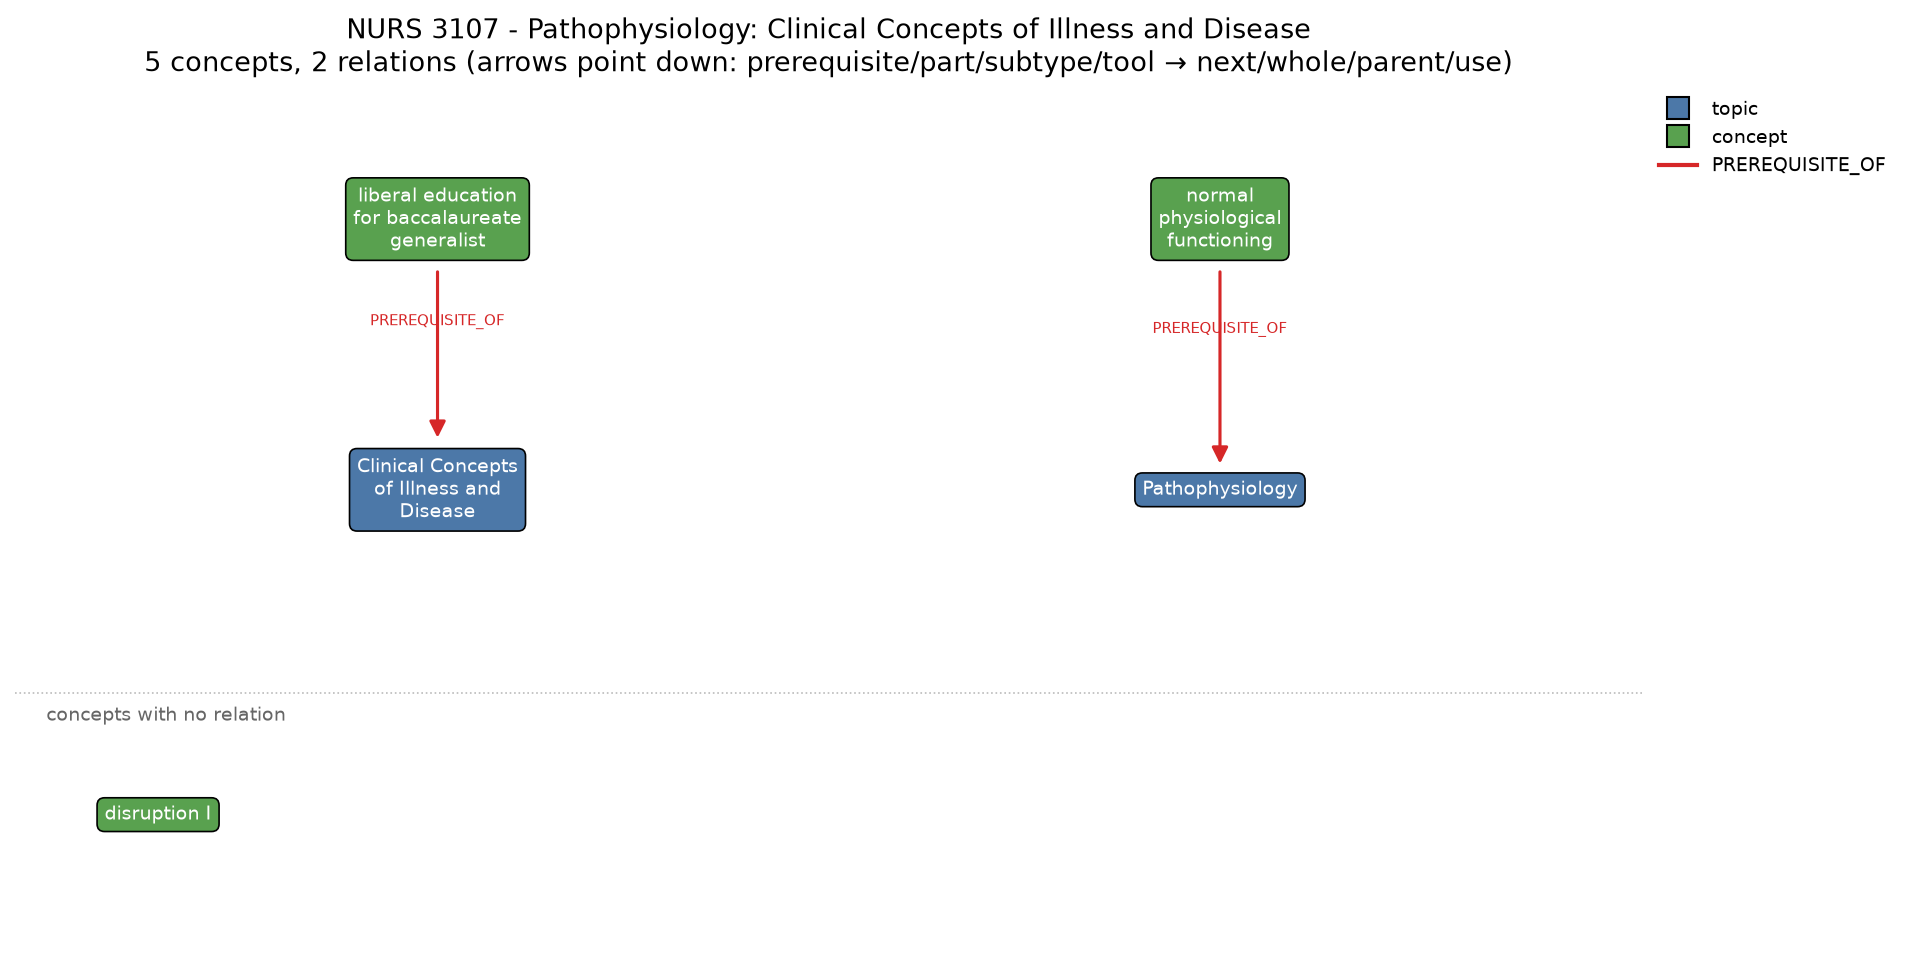 NURS 3107 - Pathophysiology: Clinical Concepts of Illness and Disease
5 concepts, 2 relations (arrows point down: prerequisite/part/subtype/tool → next/whole/parent/use)
topic
concept
PREREQUISITE_OF
liberal education
for baccalaureate
generalist
normal
physiological
functioning
PREREQUISITE_OF
PREREQUISITE_OF
Clinical Concepts
of Illness and
Disease
Pathophysiology
concepts with no relation
disruption l